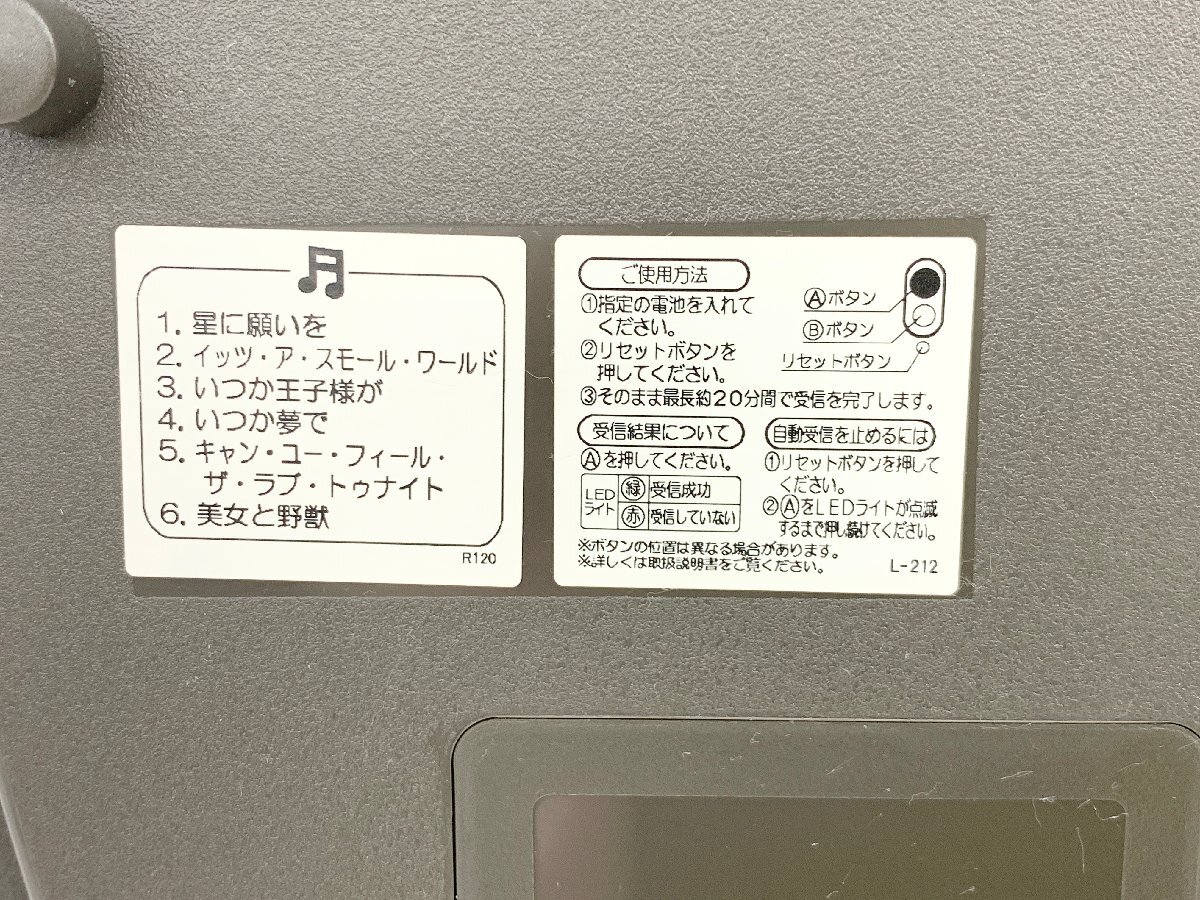 1. 星に願いを
2. イッツ・ア・スモール・ワールド
3. いつか王子様が
4. いつか夢で
5. キャン・ユー・フィール・
ザ・ラブ・トゥナイト
6. 美女と野獣
R120
ご使用方法
①指定の電池を入れて
ください。
②リセットボタンを
押してください。
③そのまま最長約20分間で受信を完了します。
Ⓐボタン
Ⓑボタン
リセットボタン
受信結果について
Ⓐを押してください。
LED
ライト
緑 受信成功
赤 受信していない
自動受信を止めるには
①リセットボタンを押して
ください。
②ⒶをLEDライトが点滅
するまで押し続けてください。
※ボタンの位置は異なる場合があります。
※詳しくは取扱説明書をご覧ください。
L-212